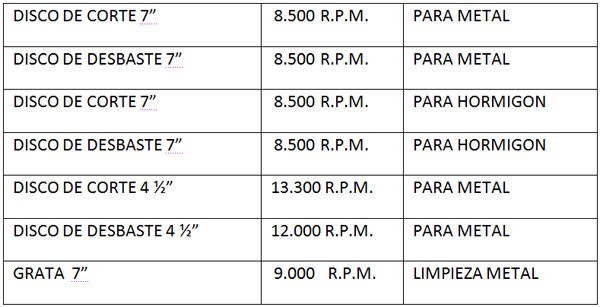 DISCO DE CORTE 7” 8.500 R.P.M. PARA METAL
DISCO DE DESBASTE 7” 8.500 R.P.M. PARA METAL
DISCO DE CORTE 7” 8.500 R.P.M. PARA HORMIGON
DISCO DE DESBASTE 7” 8.500 R.P.M. PARA HORMIGON
DISCO DE CORTE 4 ½” 13.300 R.P.M. PARA METAL
DISCO DE DESBASTE 4 ½” 12.000 R.P.M. PARA METAL
GRATA 7” 9.000 R.P.M. LIMPIEZA METAL